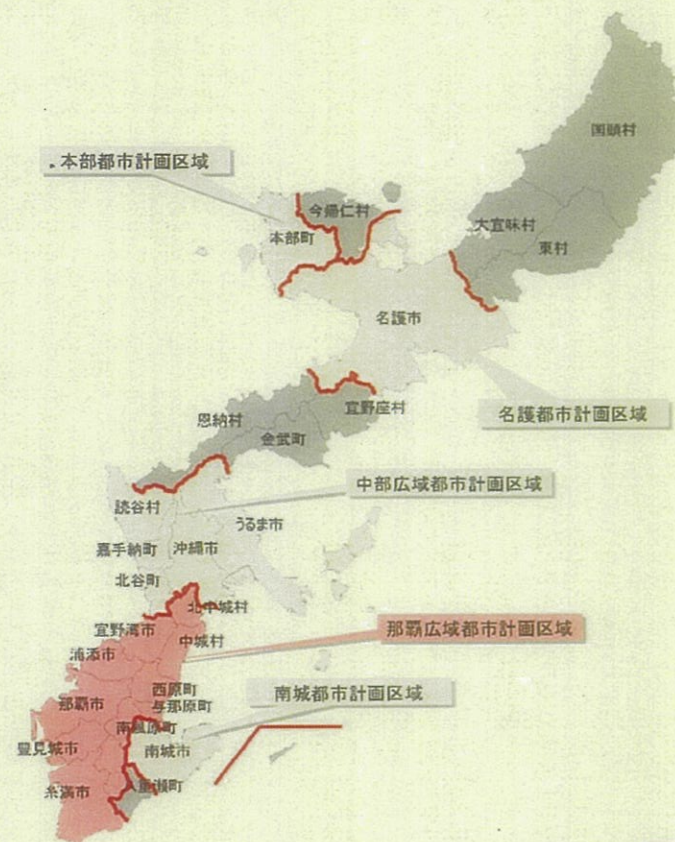 国頭村
.本部都市計画区域
今帰仁村
大宜味村
本部町
東村
名護市
宜野座村
名護都市計画区域
恩納村
金武町
中部広域都市計画区域
読谷村
うるま市
嘉手納町
沖縄市
北谷町
北中城村
宜野湾市
那覇広域都市計画区域
中城村
浦添市
西原町
南城都市計画区域
那覇市
与那原町
南風原町
豊見城市
南城市
八重瀬町
糸満市